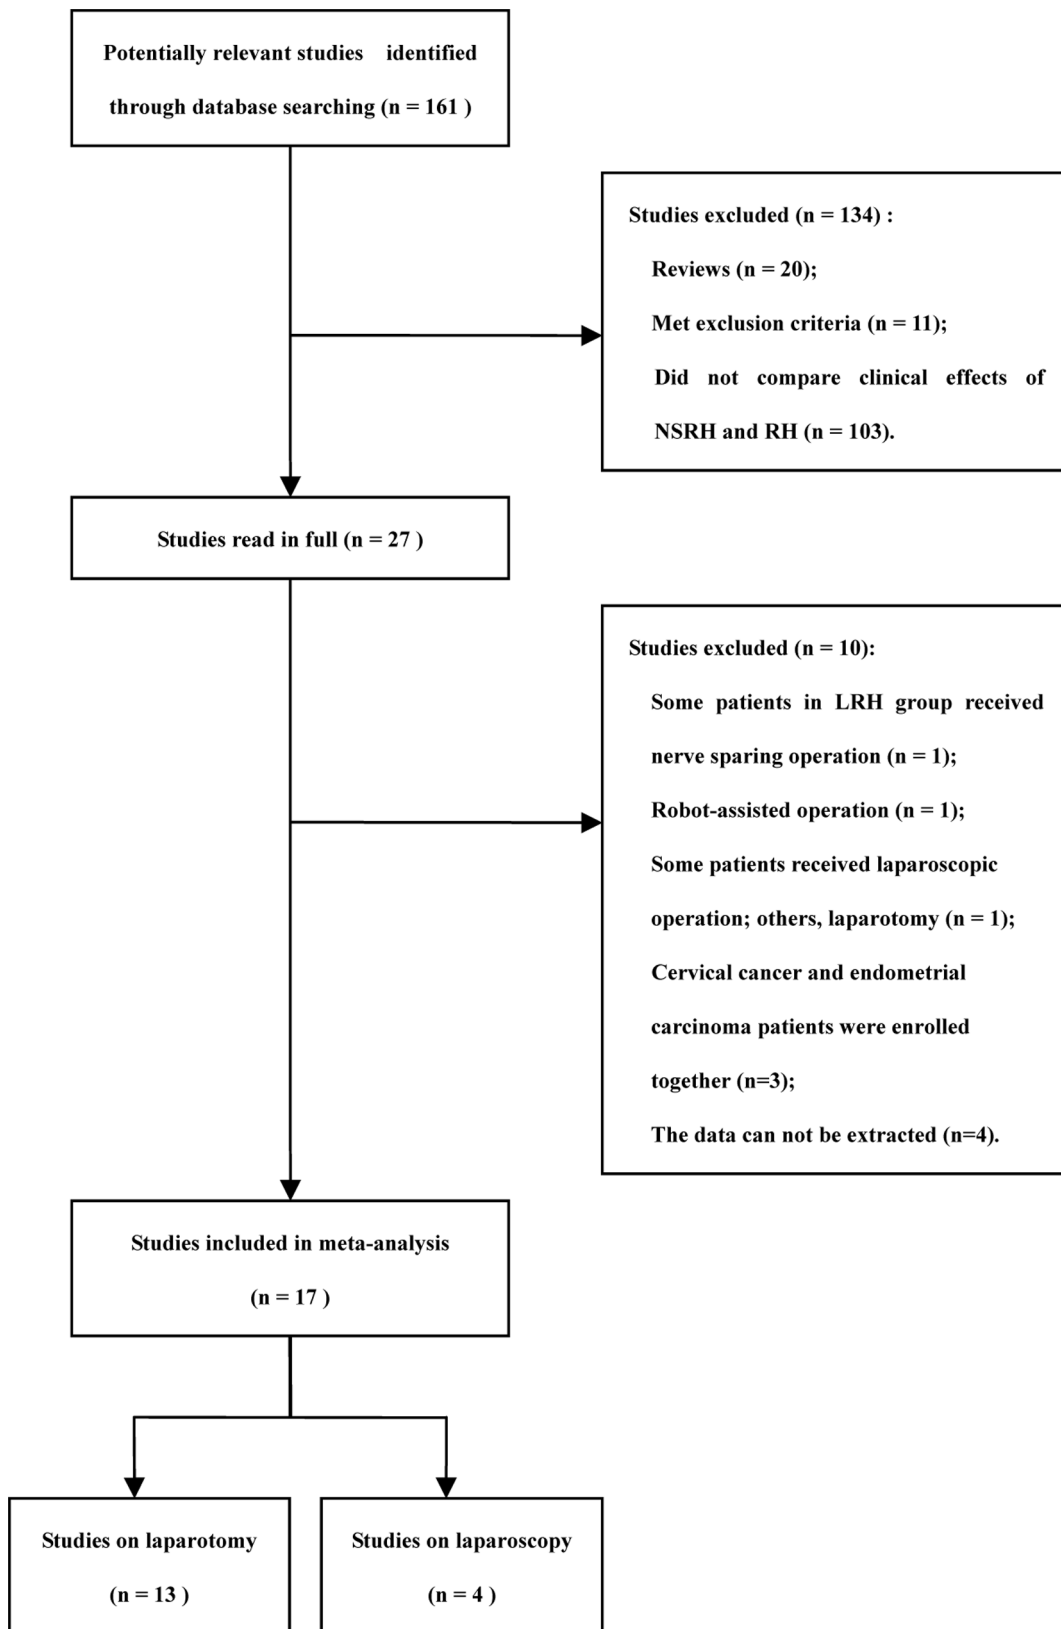 Potentially relevant studies identified
through database searching (n = 161 )
Studies excluded (n = 134) :
Reviews (n = 20);
Met exclusion criteria (n = 11);
Did not compare clinical effects of
NSRH and RH (n = 103).
Studies read in full (n = 27 )
Studies excluded (n = 10):
Some patients in LRH group received
nerve sparing operation (n = 1);
Robot-assisted operation (n = 1);
Some patients received laparoscopic
operation; others, laparotomy (n = 1);
Cervical cancer and endometrial
carcinoma patients were enrolled
together (n=3);
The data can not be extracted (n=4).
Studies included in meta-analysis
(n = 17 )
Studies on laparotomy
(n = 13 )
Studies on laparoscopy
(n = 4 )